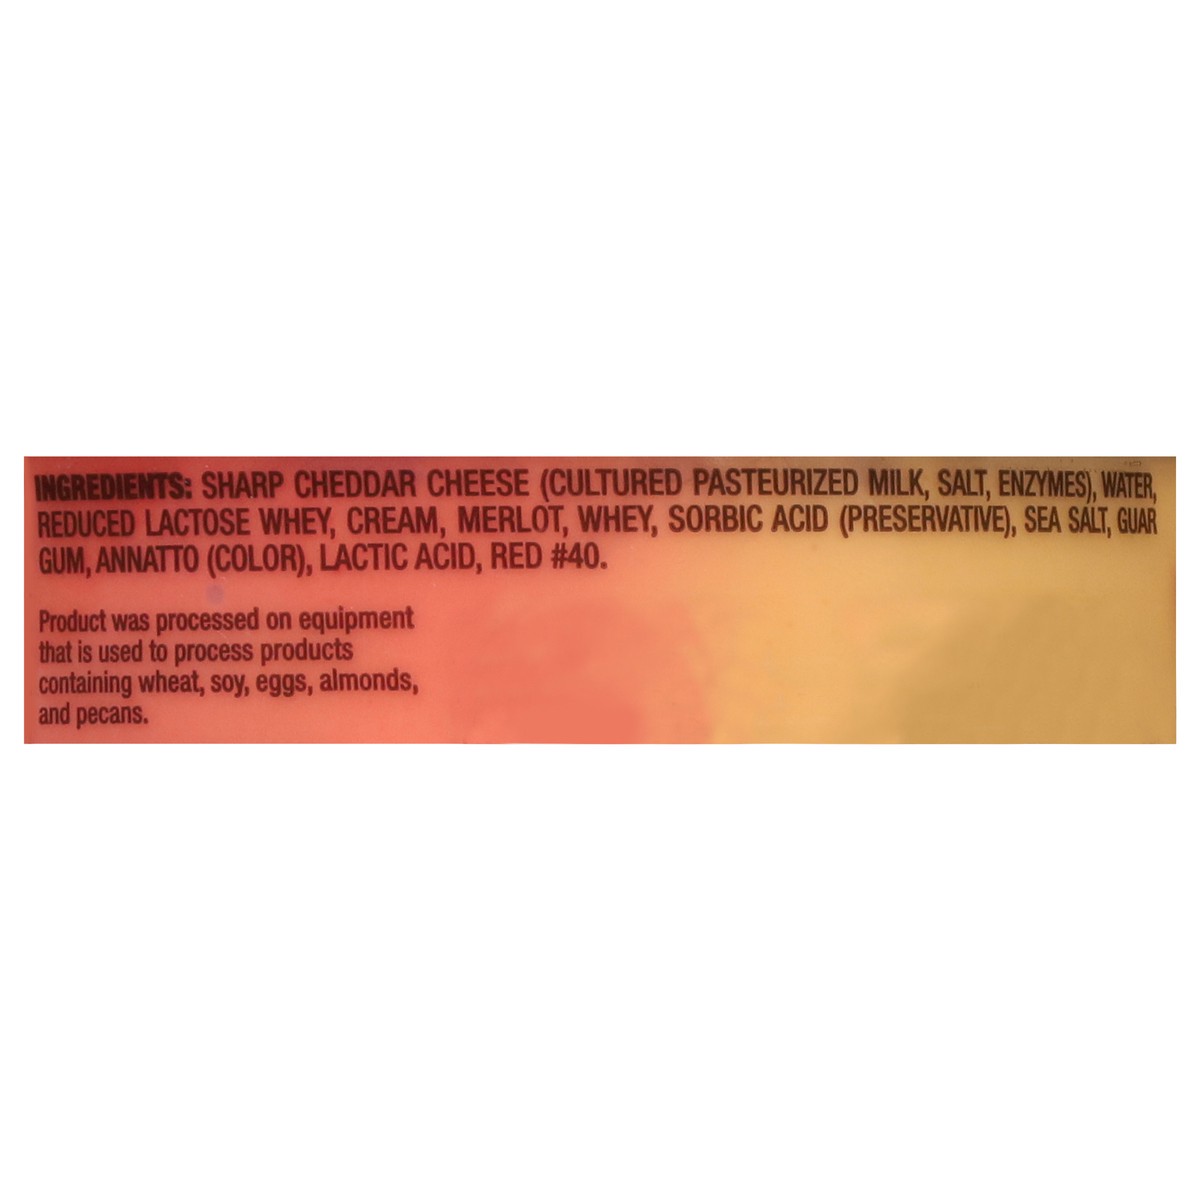 INGREDIENTS: SHARP CHEDDAR CHEESE (CULTURED PASTEURIZED MILK, SALT, ENZYMES), WATER,
REDUCED LACTOSE WHEY, CREAM, MERLOT, WHEY, SORBIC ACID (PRESERVATIVE), SEA SALT, GUAR
GUM, ANNATTO (COLOR), LACTIC ACID, RED #40.
Product was processed on equipment
that is used to process products
containing wheat, soy, eggs, almonds,
and pecans.